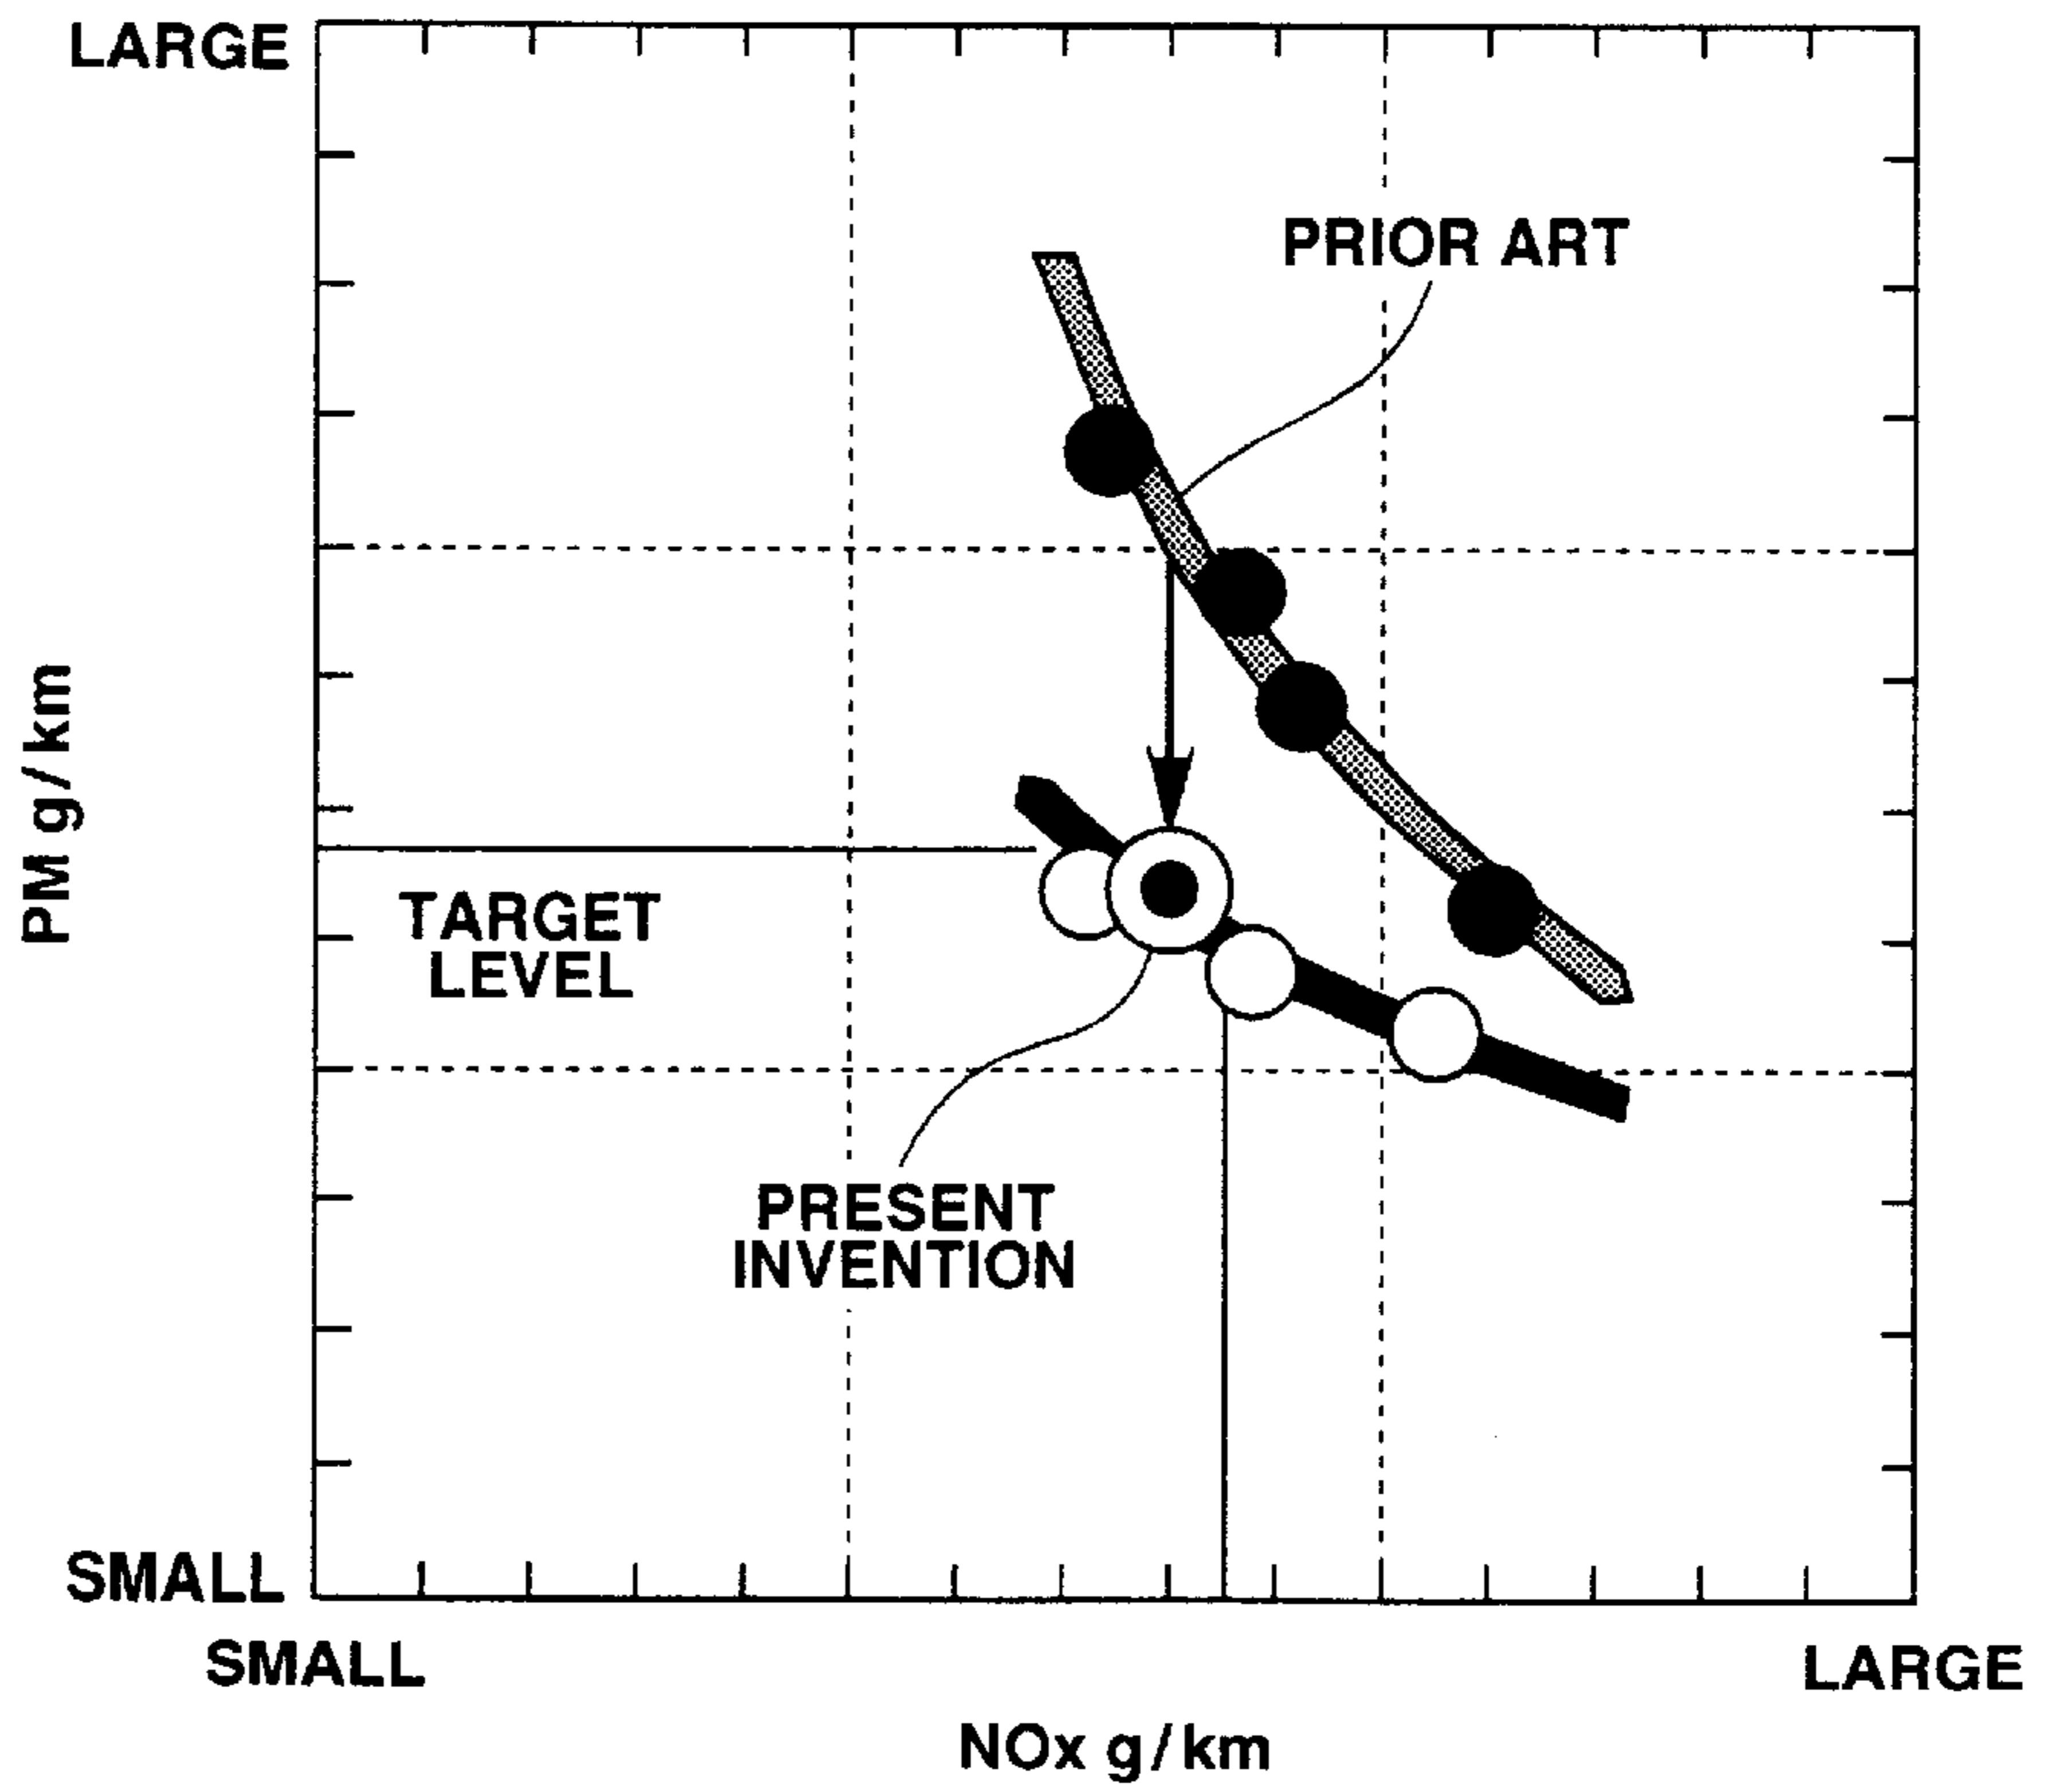 LARGE
PRIOR ART
PM g/km
TARGET
LEVEL
PRESENT
INVENTION
SMALL
SMALL
LARGE
NOx g/km